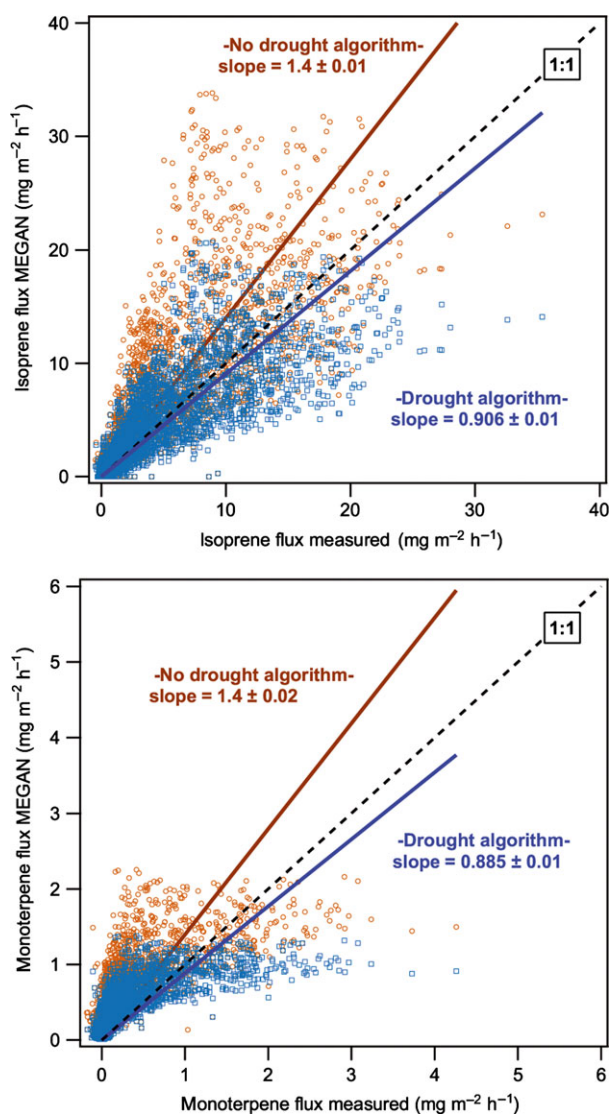 40
30
20
10
0
Isoprene flux MEGAN (mg m⁻² h⁻¹)
-No drought algorithm-
slope = 1.4 ± 0.01
1:1
-Drought algorithm-
slope = 0.906 ± 0.01
0 10 20 30 40
Isoprene flux measured (mg m⁻² h⁻¹)
6
5
4
3
2
1
0
Monoterpene flux MEGAN (mg m⁻² h⁻¹)
1:1
-No drought algorithm-
slope = 1.4 ± 0.02
-Drought algorithm-
slope = 0.885 ± 0.01
0 1 2 3 4 5 6
Monoterpene flux measured (mg m⁻² h⁻¹)